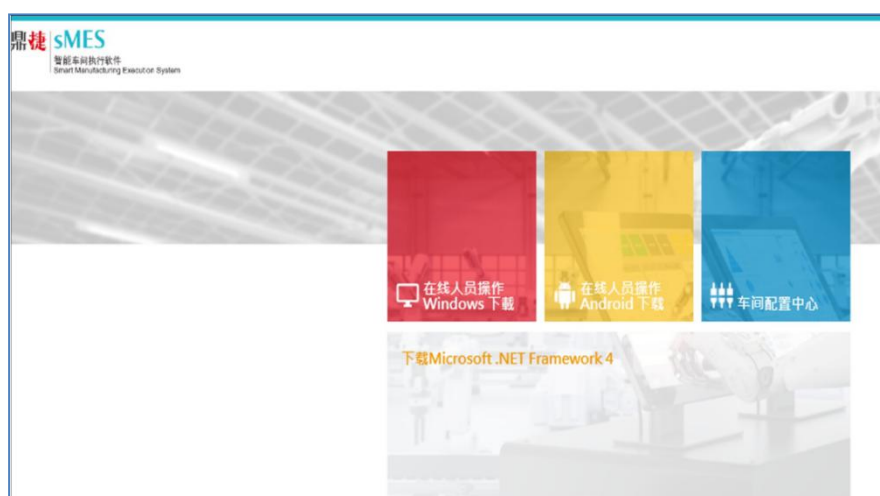 鼎捷 sMES
智能车间执行软件
Smart Manufacturing Execution System
在线人员操作
Windows 下載
在线人员操作
Android 下载
车间配置中心
下载Microsoft .NET Framework 4